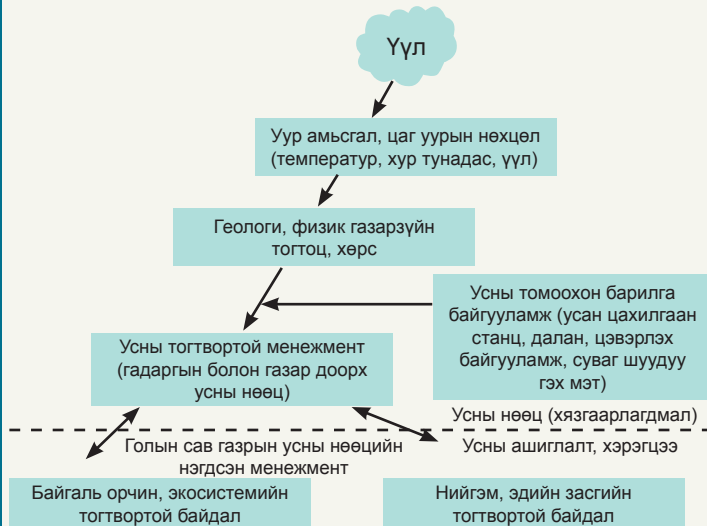 Үүл
Уур амьсгал, цаг уурын нөхцөл
(температур, хур тунадас, үүл)
Геологи, физик газарзүйн
тогтоц, хөрс
Усны томоохон барилга
байгууламж (усан цахилгаан
станц, далан, цэвэрлэх
байгууламж, суваг шуудуу
гэх мэт)
Усны тогтвортой менежмент
(гадаргын болон газар доорх
усны нөөц)
Усны нөөц (хязгаарлагдмал)
Голын сав газрын усны нөөцийн
нэгдсэн менежмент
Усны ашиглалт, хэрэгцээ
Байгаль орчин, экосистемийн
тогтвортой байдал
Нийгэм, эдийн засгийн
тогтвортой байдал